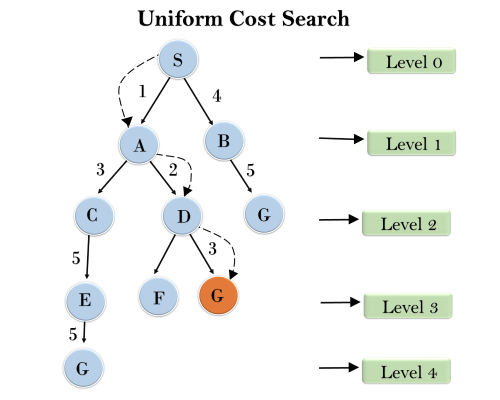 Uniform Cost Search
S
Level 0
1
4
A
B
Level 1
3
2
5
C
D
G
Level 2
5
3
E
F
G
Level 3
5
G
Level 4